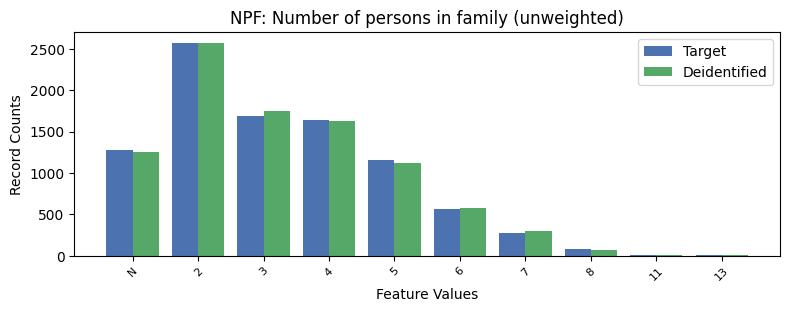 NPF: Number of persons in family (unweighted)
Target
Deidentified
Record Counts
2500
2000
1500
1000
500
0
N 2 3 4 5 6 7 8 11 13
Feature Values